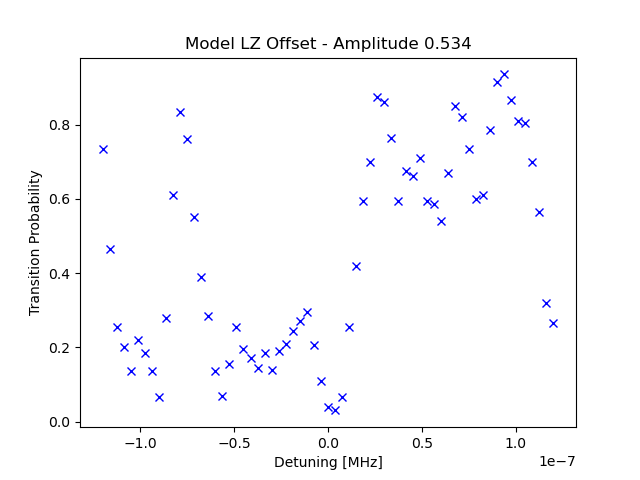 Model LZ Offset - Amplitude 0.534
Transition Probability
0.8
0.6
0.4
0.2
0.0
−1.0 −0.5 0.0 0.5 1.0
1e−7
Detuning [MHz]